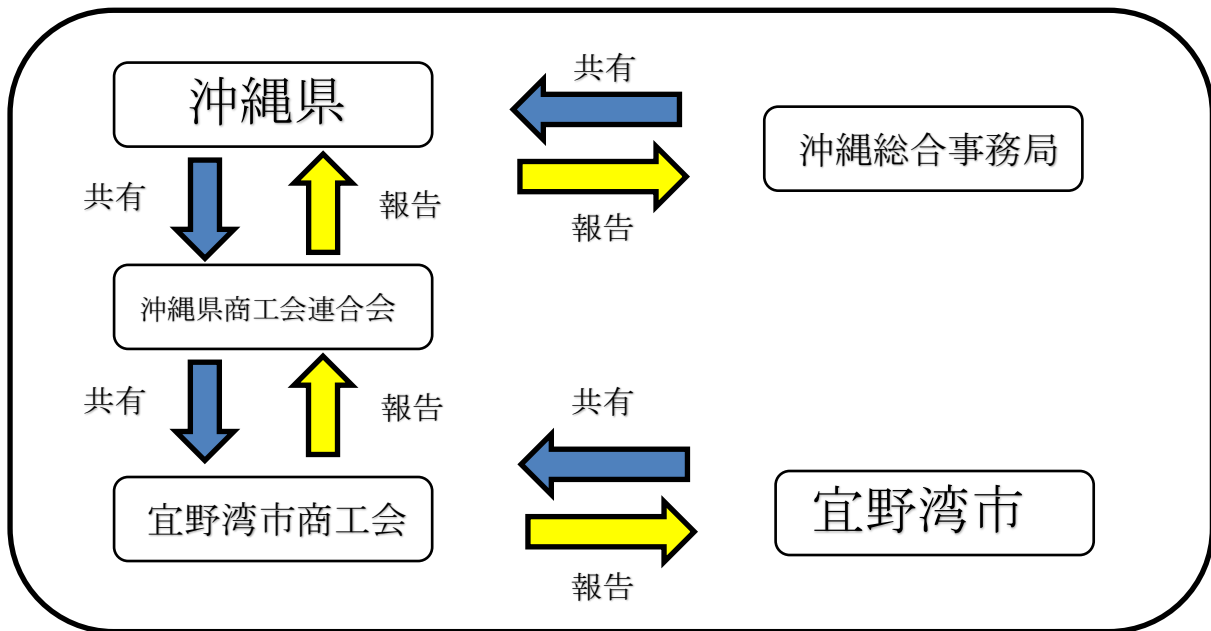 共有
沖縄県
沖縄総合事務局
報告
共有
報告
沖縄県商工会連合会
共有
報告
共有
宜野湾市商工会
宜野湾市
報告